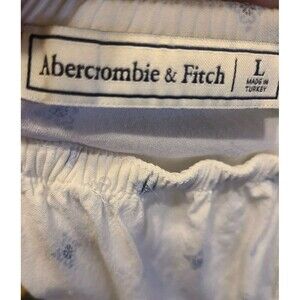 Abercrombie & Fitch L
MADE IN
TURKEY